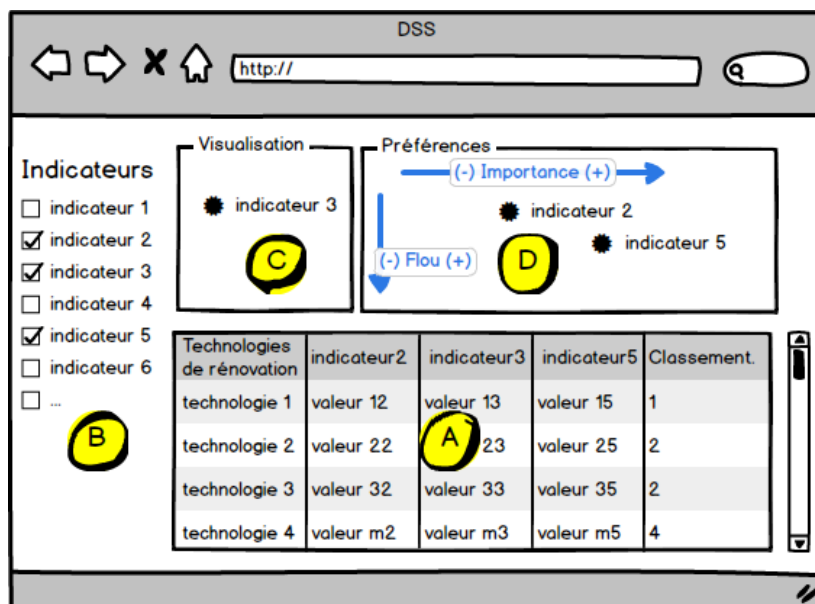 DSS
http://
Indicateurs
indicateur 1
indicateur 2
indicateur 3
indicateur 4
indicateur 5
indicateur 6
...
B
Visualisation
indicateur 3
C
Préférences
(-) Importance (+)
indicateur 2
indicateur 5
(-) Flou (+)
D
Technologies de rénovation indicateur2 indicateur3 indicateur5 Classement.
technologie 1 valeur 12 valeur 13 valeur 15 1
technologie 2 valeur 22 23 valeur 25 2
A
technologie 3 valeur 32 valeur 33 valeur 35 2
technologie 4 valeur m2 valeur m3 valeur m5 4